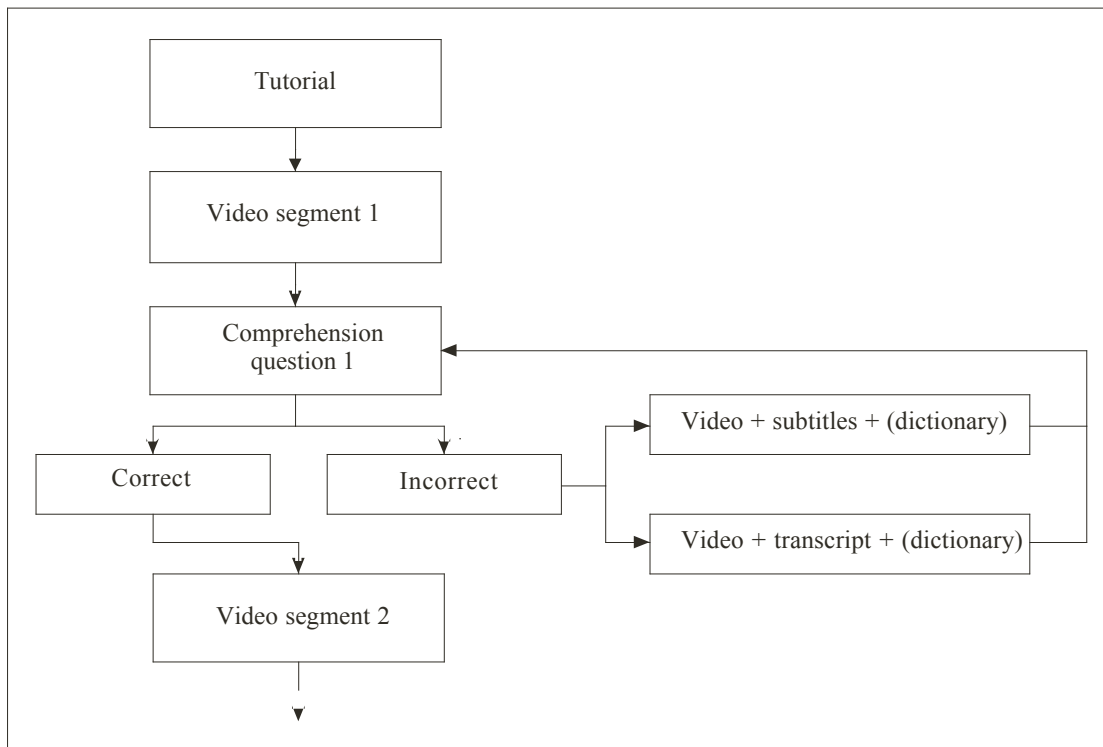 Tutorial
Video segment 1
Comprehension
question 1
Video + subtitles + (dictionary)
Correct
Incorrect
Video + transcript + (dictionary)
Video segment 2